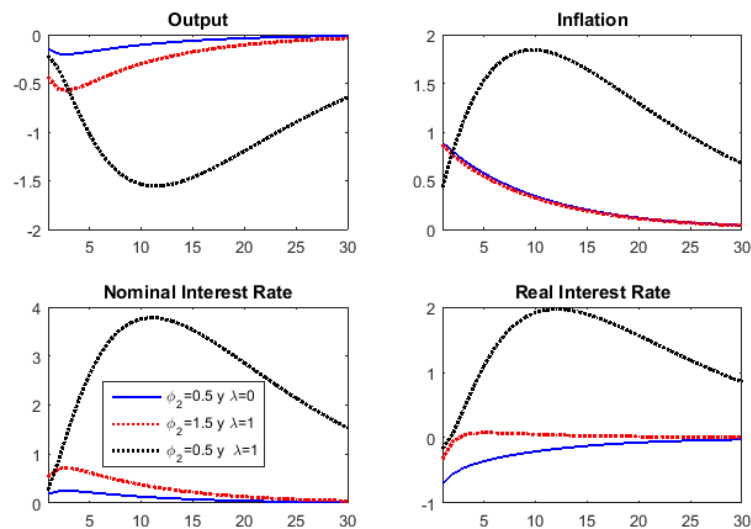 Output
0
-0.5
-1
-1.5
-2
5 10 15 20 25 30
Inflation
2
1.5
1
0.5
0
5 10 15 20 25 30
Nominal Interest Rate
4
3
2
1
0
5 10 15 20 25 30
ϕ₂=0.5 y λ=0
ϕ₂=1.5 y λ=1
ϕ₂=0.5 y λ=1
Real Interest Rate
2
1
0
-1
5 10 15 20 25 30